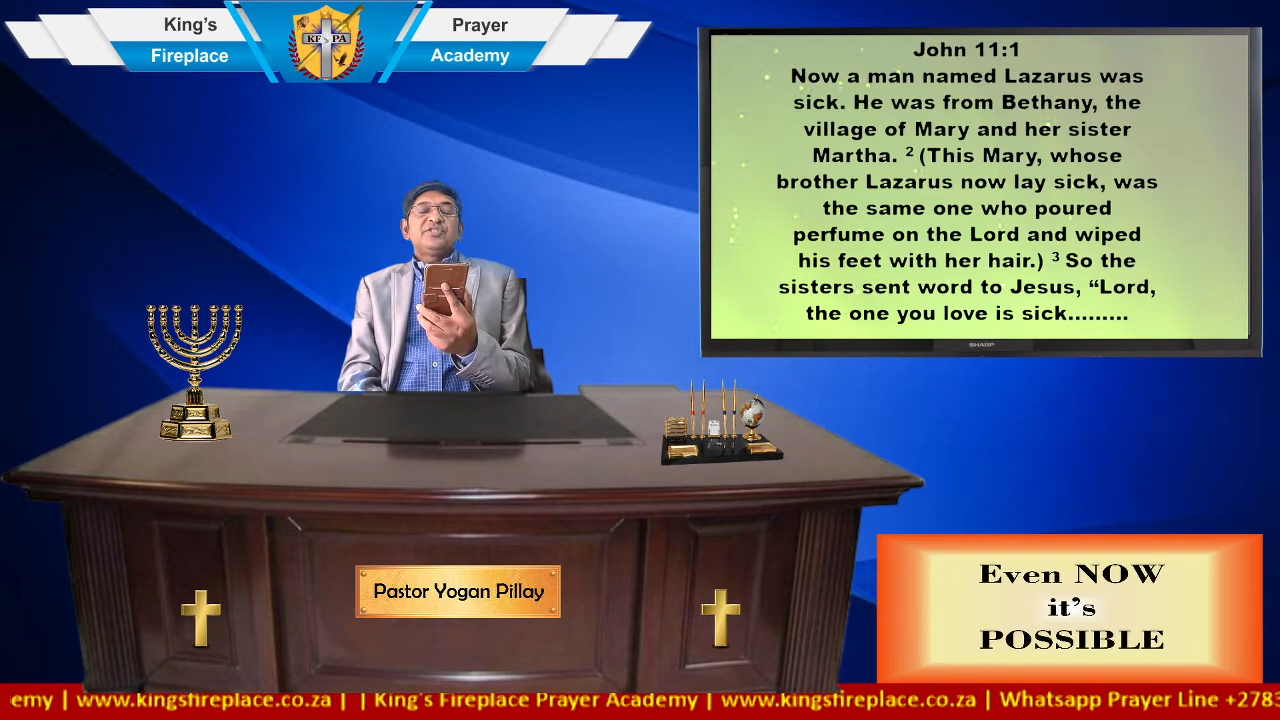 King's
Fireplace
KF PA
Prayer
Academy
John 11:1
Now a man named Lazarus was
sick. He was from Bethany, the
village of Mary and her sister
Martha. ² (This Mary, whose
brother Lazarus now lay sick, was
the same one who poured
perfume on the Lord and wiped
his feet with her hair.) ³ So the
sisters sent word to Jesus, “Lord,
the one you love is sick.........
SHARP
Pastor Yogan Pillay
Even NOW
it’s
POSSIBLE
emy | www.kingsfireplace.co.za | | King's Fireplace Prayer Academy | www.kingsfireplace.co.za | Whatsapp Prayer Line +2783